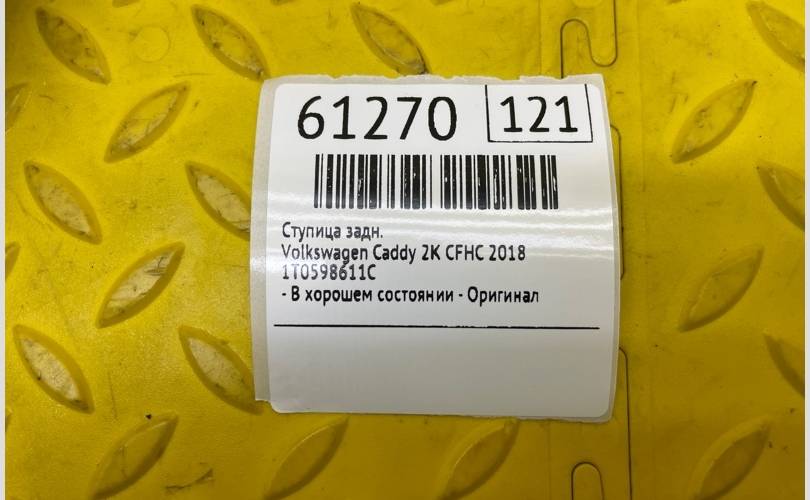 61270 121
Ступица задн.
Volkswagen Caddy 2K CFHC 2018
1T0598611C
- В хорошем состоянии - Оригинал